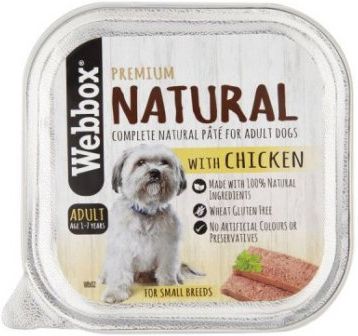 Webbox®
PREMIUM
NATURAL
COMPLETE NATURAL PÂTÉ FOR ADULT DOGS
WITH CHICKEN
MADE WITH 100% NATURAL
INGREDIENTS
WHEAT GLUTEN FREE
NO ARTIFICIAL COLOURS OR
PRESERVATIVES
ADULT
AGE 1-7 YEARS
FOR SMALL BREEDS